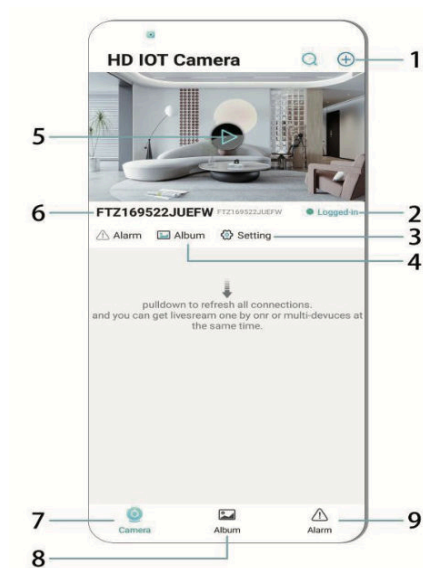 HD IOT Camera
1
5
6
FTZ169522JUEFW FTZ169522JUEFW Logged-in
2
Alarm Album Setting
3
4
pulldown to refresh all connections.
and you can get livesream one by onr or multi-devuces at
the same time.
7
Camera Album Alarm
9
8